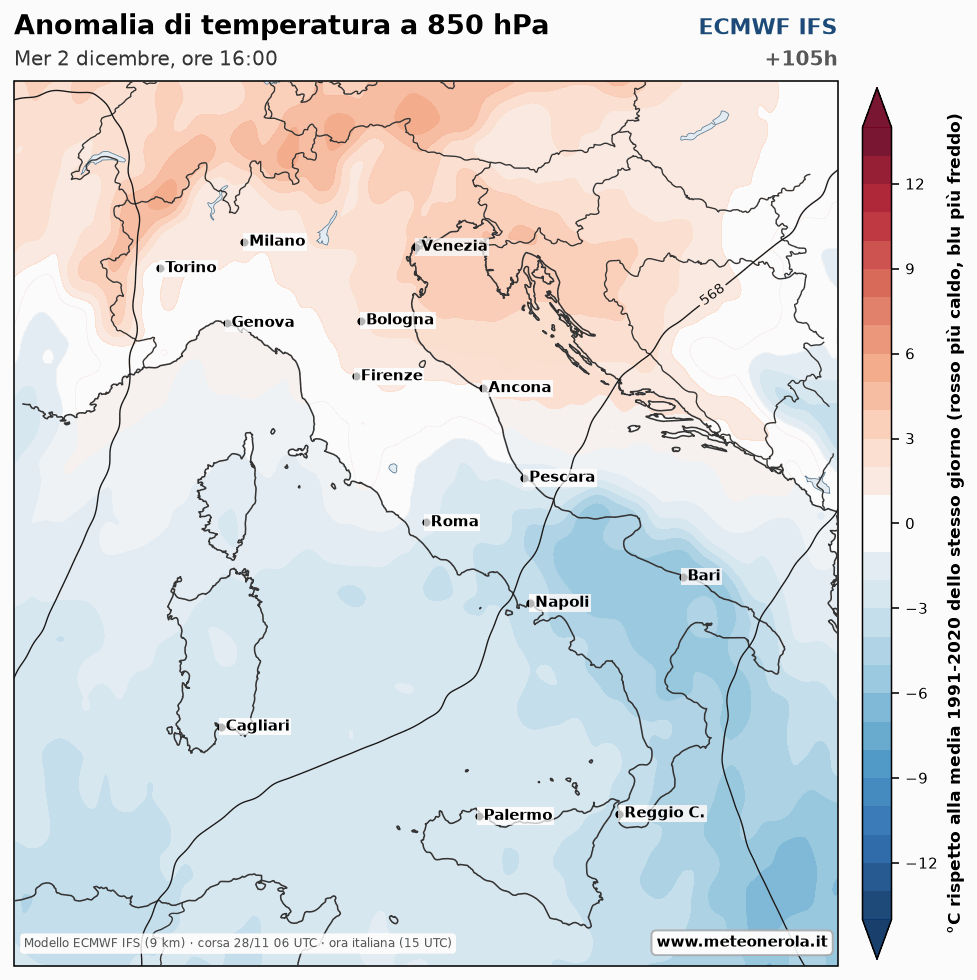 Anomalia di temperatura a 850 hPa
ECMWF IFS
Mer 2 dicembre, ore 16:00
+105h
Milano
Venezia
Torino
568
Genova
Bologna
Firenze
Ancona
Pescara
Roma
Bari
Napoli
Cagliari
Palermo
Reggio C.
12
9
6
3
0
−3
−6
−9
−12
°C rispetto alla media 1991-2020 dello stesso giorno (rosso più caldo, blu più freddo)
Modello ECMWF IFS (9 km) · corsa 28/11 06 UTC · ora italiana (15 UTC)
www.meteonerola.it